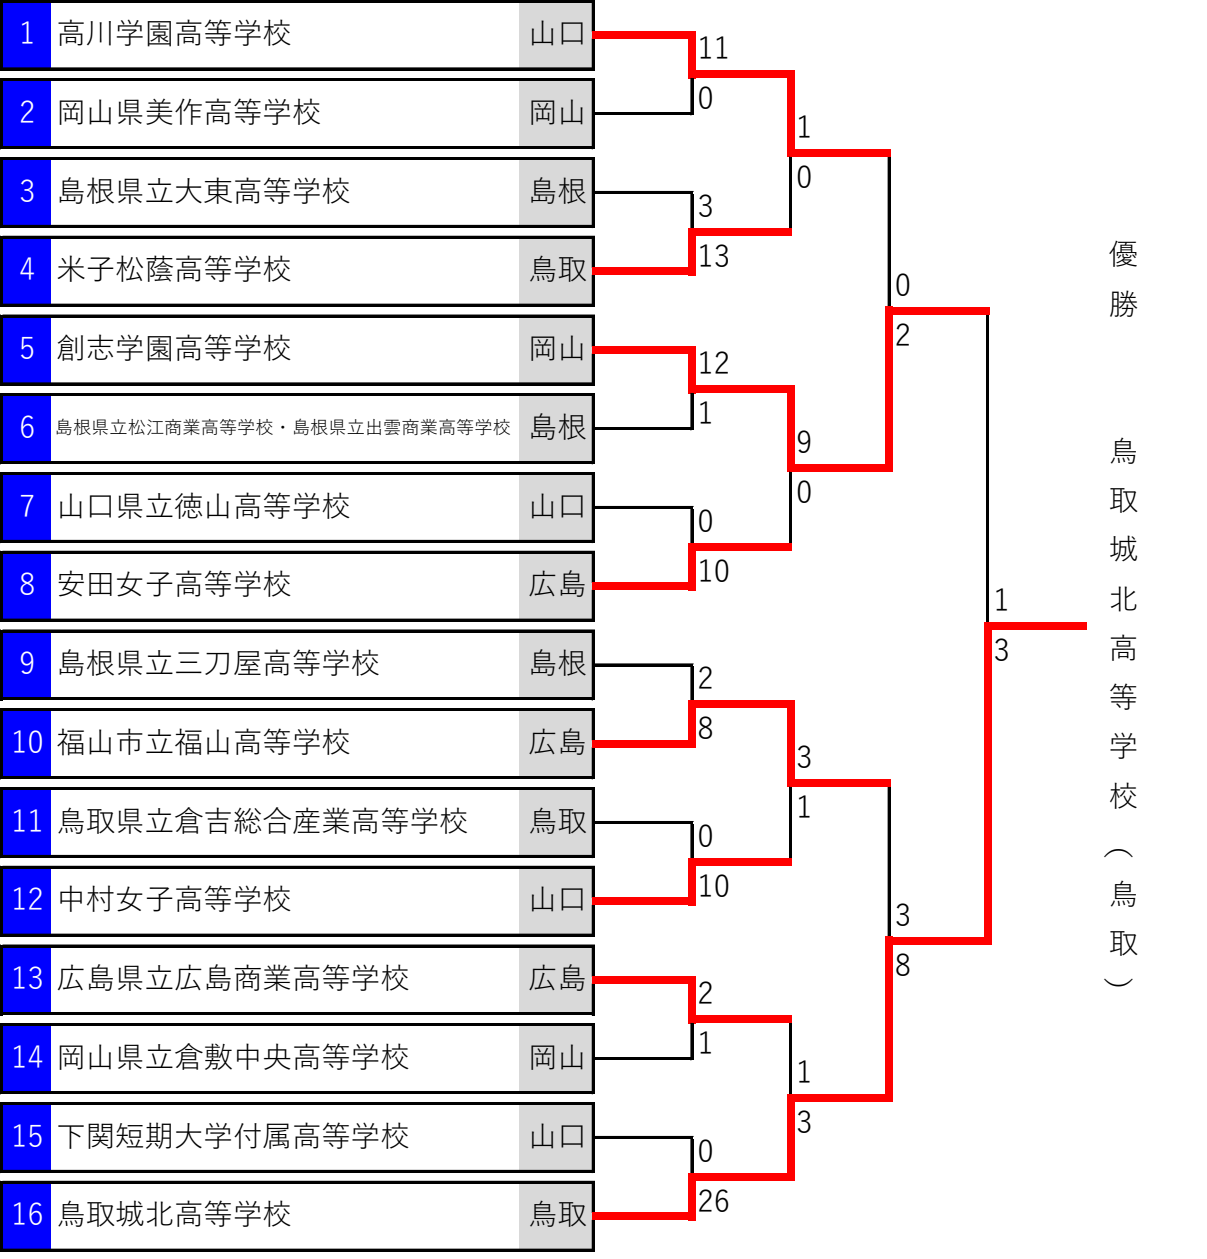 1 高川学園高等学校 山口
2 岡山県美作高等学校 岡山
3 島根県立大東高等学校 島根
4 米子松蔭高等学校 鳥取
5 創志学園高等学校 岡山
6 島根県立松江商業高等学校・島根県立出雲商業高等学校 島根
7 山口県立徳山高等学校 山口
8 安田女子高等学校 広島
9 島根県立三刀屋高等学校 島根
10 福山市立福山高等学校 広島
11 鳥取県立倉吉総合産業高等学校 鳥取
12 中村女子高等学校 山口
13 広島県立広島商業高等学校 広島
14 岡山県立倉敷中央高等学校 岡山
15 下関短期大学付属高等学校 山口
16 鳥取城北高等学校 鳥取
11
0
3
13
12
1
0
10
2
8
0
10
2
1
0
26
1
0
9
0
3
1
1
3
0
2
3
8
1
3
優勝 鳥取城北高等学校(鳥取)